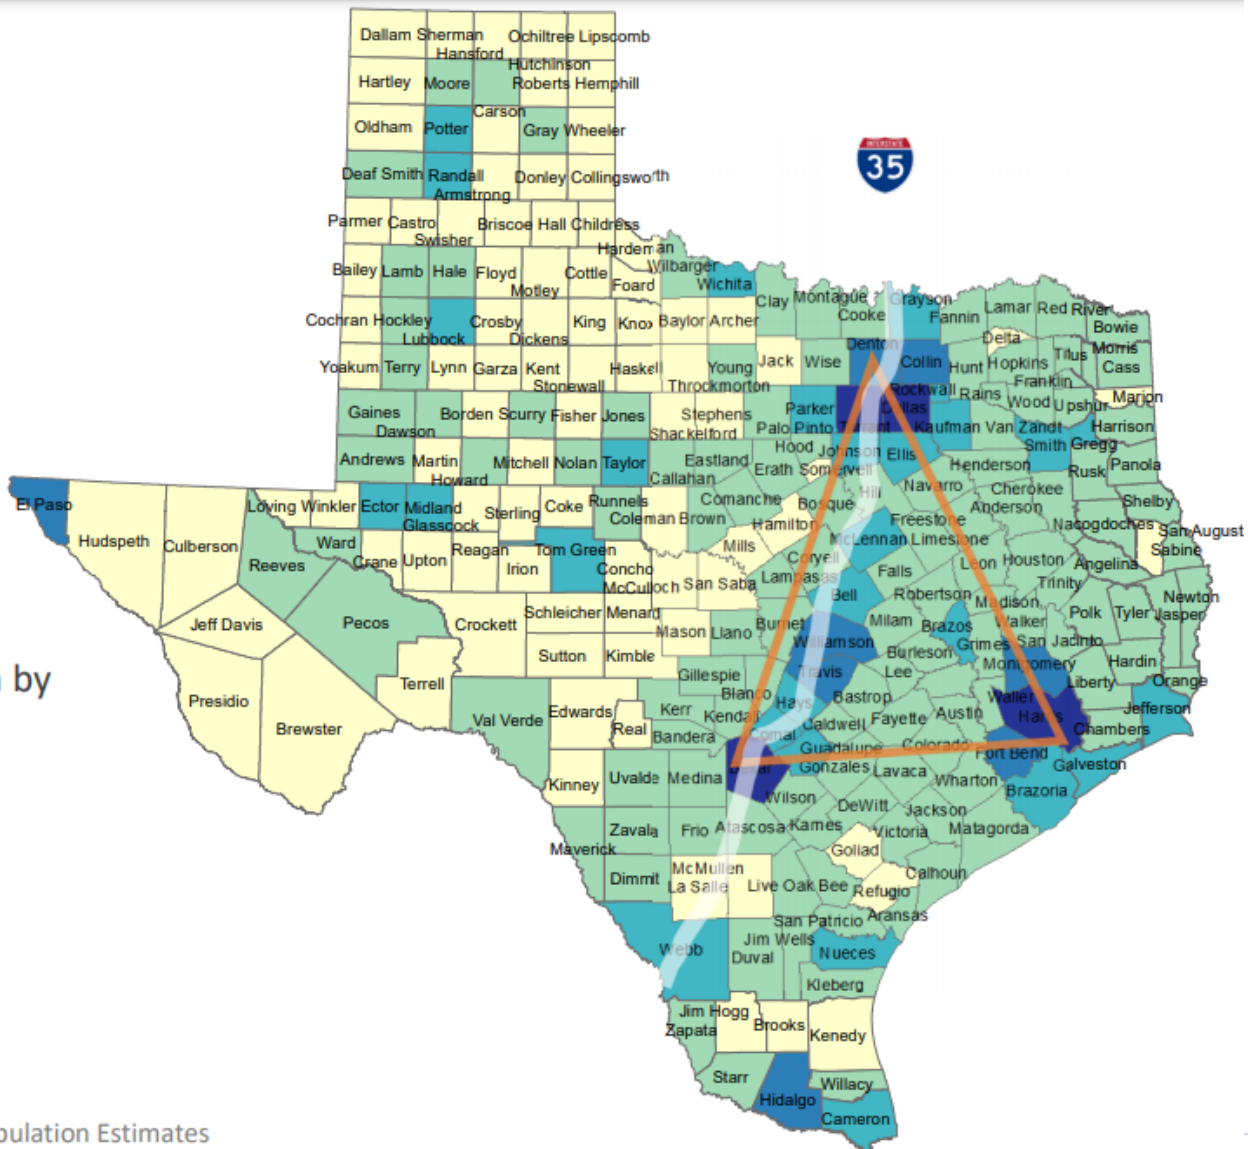 Dallam Sherman Ochiltree Lipscomb
Hansford
Hutchinson
Hartley Moore Roberts Hemphill
Carson
Oldham Potter Gray Wheeler
INTERSTATE
35
Deaf Smith Randall Donley Collingsworth
Armstrong
Parmer Castro Briscoe Hall Childress
Swisher
Hardeman
Bailey Lamb Hale Floyd Cottle Wilbarger
Motley Foard Wichita
Clay Montague Grayson
Cooke Fannin Lamar Red River
Cochran Hockley Crosby King Knox Baylor Archer Bowie
Lubbock Dickens
Denton Delta Titus Morris
Yoakum Terry Lynn Garza Kent Haskell Young Jack Wise Collin Hunt Hopkins Cass
Stonewall Throckmorton Franklin
Rockwall Rains Wood Upshur Marion
Gaines Borden Scurry Fisher Jones Stephens Parker Dallas
Dawson Shackelford Palo Pinto Tarrant Kaufman Van Zandt Harrison
Smith Gregg
Andrews Martin Mitchell Nolan Taylor Eastland Hood Johnson Ellis Henderson Rusk Panola
Howard Callahan Erath Somervell Navarro Cherokee
El Paso Loving Winkler Ector Midland Coke Runnels Comanche Bosque Hill Anderson Shelby
Glasscock Sterling Coleman Brown Hamilton Freestone Nacogdoches San August
Hudspeth Culberson Ward Reagan Tom Green Mills McLennan Limestone Sabine
Reeves Crane Upton Irion Concho Coryell Falls Leon Houston Angelina
McCulloch San Saba Lampasas Bell Robertson Trinity Newton
Jeff Davis Pecos Crockett Schleicher Menard Burnet Milam Brazos Madison Polk Tyler Jasper
Mason Llano Williamson Grimes Walker San Jacinto
Sutton Kimble Burleson Montgomery Hardin
Gillespie Travis Lee Liberty Orange
n by
Terrell
Presidio Blanco Hays Bastrop Waller
Brewster Val Verde Edwards Real Kerr Kendall Caldwell Fayette Austin Harris Chambers Jefferson
Bandera Comal Guadalupe Colorado Fort Bend
Kinney Uvalde Medina Bexar Gonzales Lavaca Wharton Galveston
Wilson Brazoria
DeWitt Jackson
Zavala Frio Atascosa Karnes Victoria Matagorda
Maverick Goliad
Dimmit McMullen Calhoun
La Salle Live Oak Bee Refugio
San Patricio Aransas
Webb Jim Wells Nueces
Duval
Kleberg
Jim Hogg
Zapata Brooks Kenedy
Starr Willacy
Hidalgo
Cameron
pulation Estimates